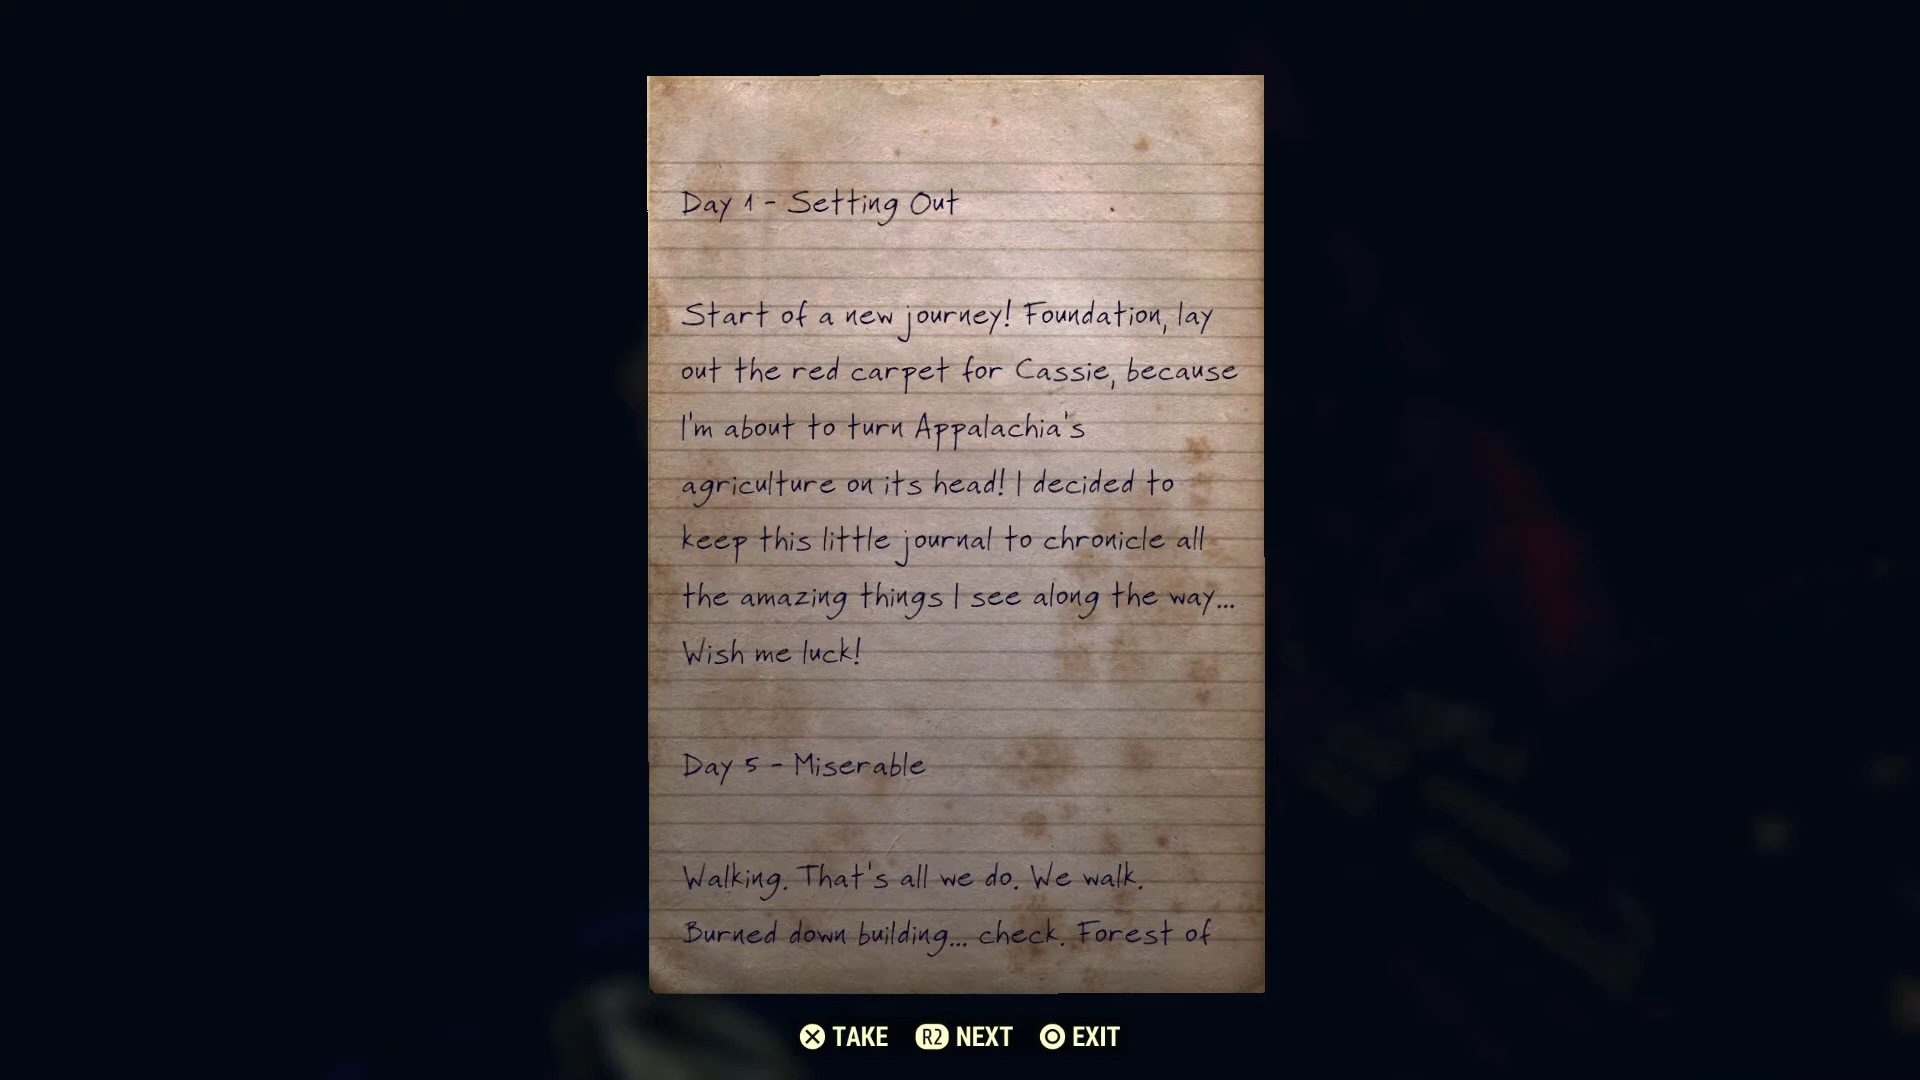 Day 1 - Setting Out
Start of a new journey! Foundation, lay
out the red carpet for Cassie, because
I'm about to turn Appalachia's
agriculture on its head! I decided to
keep this little journal to chronicle all
the amazing things I see along the way...
Wish me luck!
Day 5 - Miserable
Walking. That's all we do. We walk.
Burned down building... check. Forest of
TAKE R2 NEXT EXIT